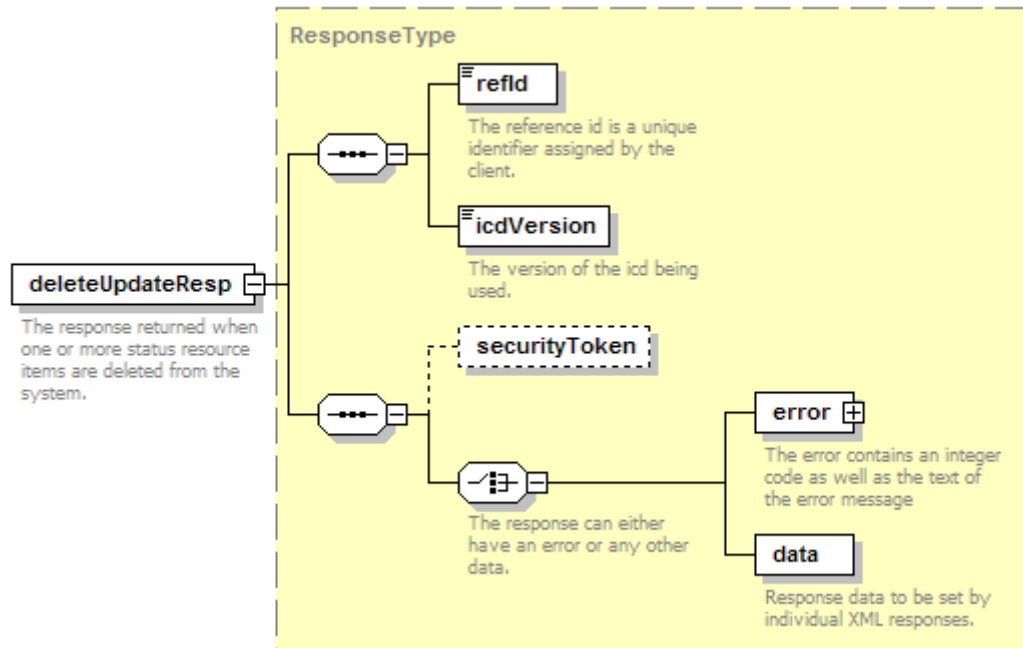 ResponseType
refId
The reference id is a unique
identifier assigned by the
client.
icdVersion
The version of the icd being
used.
deleteUpdateResp
The response returned when
one or more status resource
items are deleted from the
system.
securityToken
error
The error contains an integer
code as well as the text of
the error message
The response can either
have an error or any other
data.
data
Response data to be set by
individual XML responses.